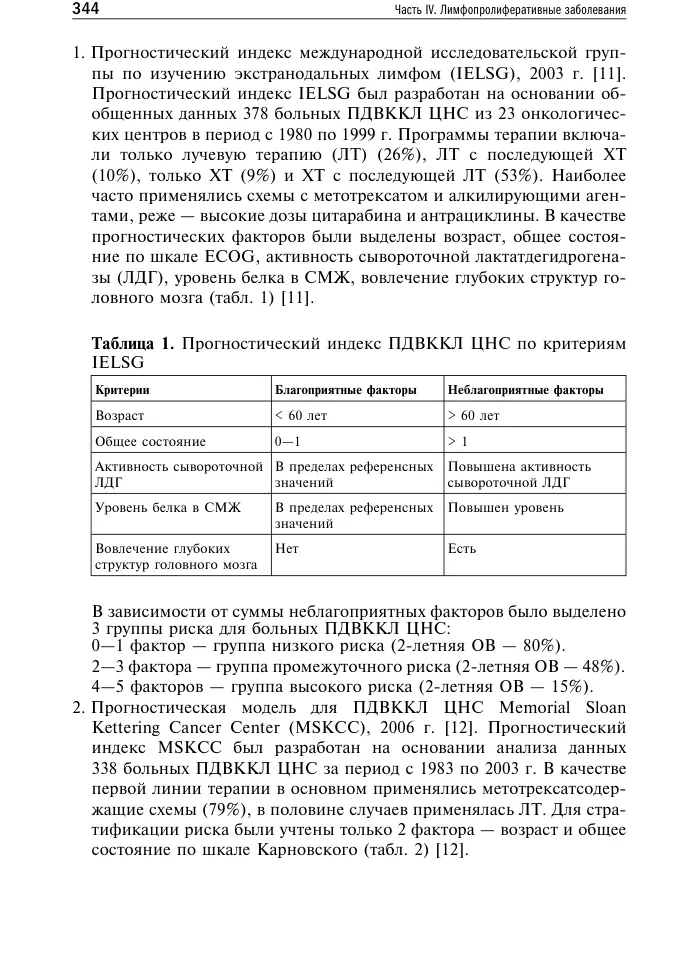 344
Часть IV. Лимфопролиферативные заболевания
1. Прогностический индекс международной исследовательской груп-
пы по изучению экстранодальных лимфом (IELSG), 2003 г. [11].
Прогностический индекс IELSG был разработан на основании об-
общенных данных 378 больных ПДВККЛ ЦНС из 23 онкологичес-
ких центров в период с 1980 по 1999 г. Программы терапии включа-
ли только лучевую терапию (ЛТ) (26%), ЛТ с последующей ХТ
(10%), только ХТ (9%) и ХТ с последующей ЛТ (53%). Наиболее
часто применялись схемы с метотрексатом и алкилирующими аген-
тами, реже — высокие дозы цитарабина и антрациклины. В качестве
прогностических факторов были выделены возраст, общее состоя-
ние по шкале ECOG, активность сывороточной лактатдегидрогена-
зы (ЛДГ), уровень белка в СМЖ, вовлечение глубоких структур го-
ловного мозга (табл. 1) [11].
Таблица 1. Прогностический индекс ПДВККЛ ЦНС по критериям
IELSG
Критерии Благоприятные факторы Неблагоприятные факторы
Возраст < 60 лет > 60 лет
Общее состояние 0—1 > 1
Активность сывороточной В пределах референсных Повышена активность
ЛДГ значений сывороточной ЛДГ
Уровень белка в СМЖ В пределах референсных Повышен уровень
значений
Вовлечение глубоких Нет Есть
структур головного мозга
В зависимости от суммы неблагоприятных факторов было выделено
3 группы риска для больных ПДВККЛ ЦНС:
0—1 фактор — группа низкого риска (2-летняя ОВ — 80%).
2—3 фактора — группа промежуточного риска (2-летняя ОВ — 48%).
4—5 факторов — группа высокого риска (2-летняя ОВ — 15%).
2. Прогностическая модель для ПДВККЛ ЦНС Memorial Sloan
Kettering Cancer Center (MSKCC), 2006 г. [12]. Прогностический
индекс MSKCC был разработан на основании анализа данных
338 больных ПДВККЛ ЦНС за период с 1983 по 2003 г. В качестве
первой линии терапии в основном применялись метотрексатсодер-
жащие схемы (79%), в половине случаев применялась ЛТ. Для стра-
тификации риска были учтены только 2 фактора — возраст и общее
состояние по шкале Карновского (табл. 2) [12].